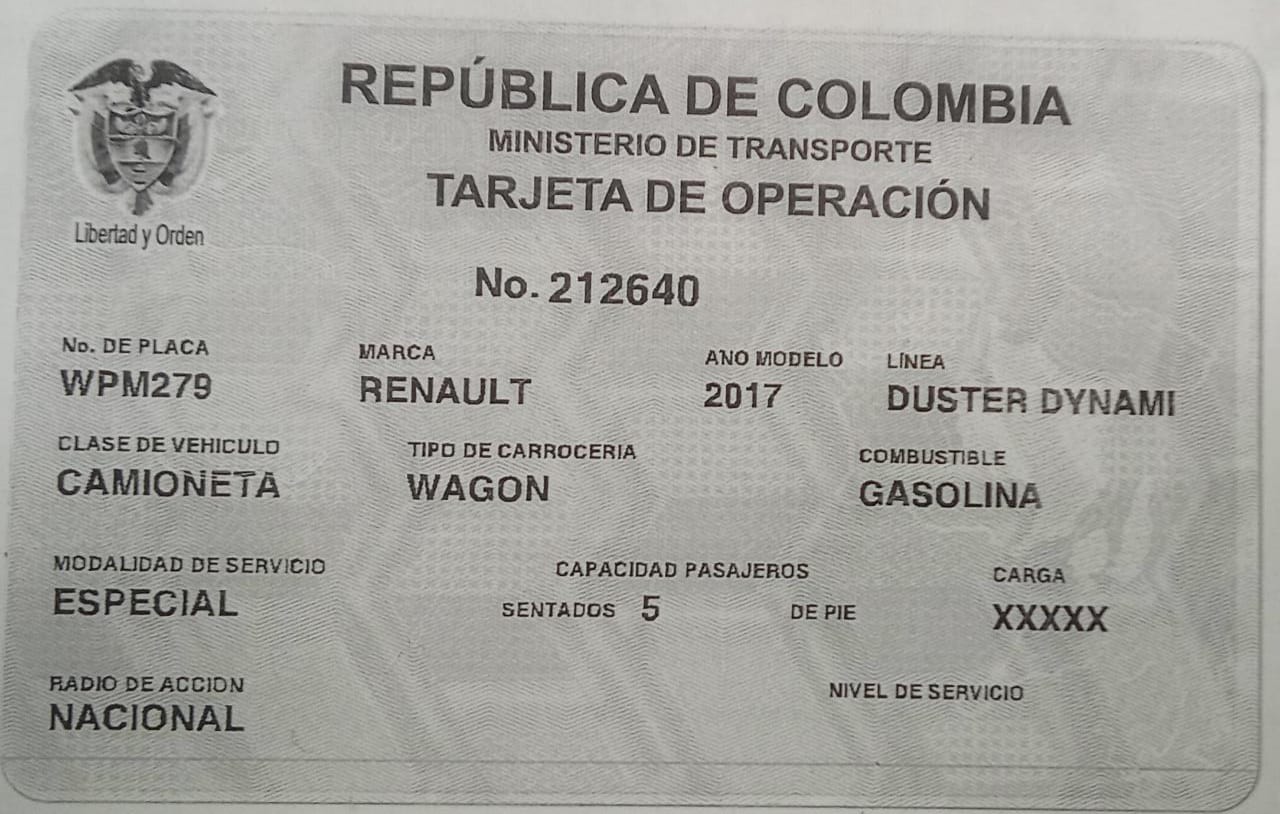 REPÚBLICA DE COLOMBIA
MINISTERIO DE TRANSPORTE
TARJETA DE OPERACIÓN
Libertad y Orden
No. 212640
No. DE PLACA MARCA ANO MODELO LÍNEA
WPM279 RENAULT 2017 DUSTER DYNAMI
CLASE DE VEHICULO TIPO DE CARROCERIA COMBUSTIBLE
CAMIONETA WAGON GASOLINA
MODALIDAD DE SERVICIO CAPACIDAD PASAJEROS CARGA
ESPECIAL SENTADOS 5 DE PIE XXXXX
RADIO DE ACCION NIVEL DE SERVICIO
NACIONAL